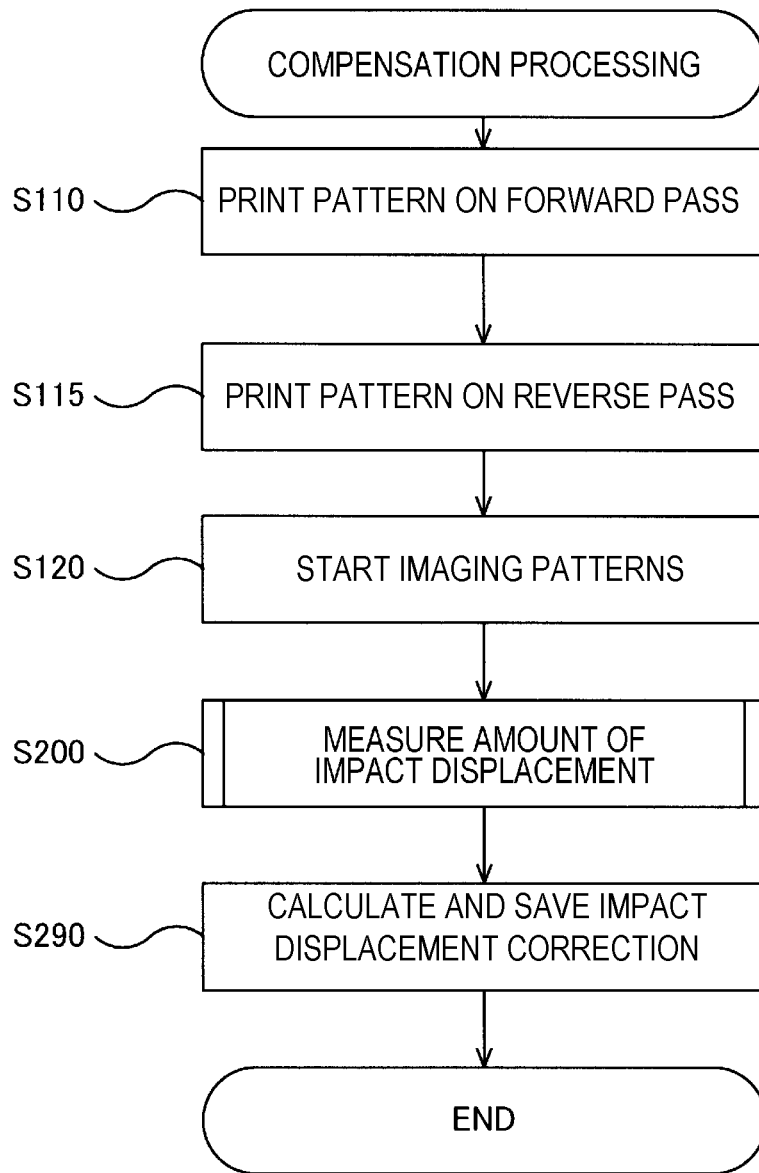 COMPENSATION PROCESSING
S110
PRINT PATTERN ON FORWARD PASS
S115
PRINT PATTERN ON REVERSE PASS
S120
START IMAGING PATTERNS
S200
MEASURE AMOUNT OF
IMPACT DISPLACEMENT
S290
CALCULATE AND SAVE IMPACT
DISPLACEMENT CORRECTION
END